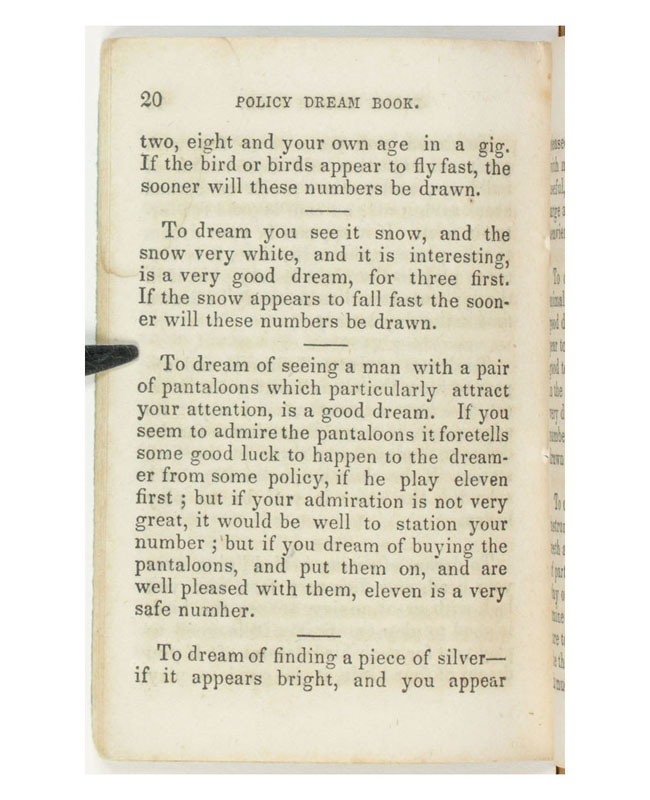 20 POLICY DREAM BOOK.
two, eight and your own age in a gig.
If the bird or birds appear to fly fast, the
sooner will these numbers be drawn.
To dream you see it snow, and the
snow very white, and it is interesting,
is a very good dream, for three first.
If the snow appears to fall fast the soon-
er will these numbers be drawn.
To dream of seeing a man with a pair
of pantaloons which particularly attract
your attention, is a good dream. If you
seem to admire the pantaloons it foretells
some good luck to happen to the dream-
er from some policy, if he play eleven
first ; but if your admiration is not very
great, it would be well to station your
number ; but if you dream of buying the
pantaloons, and put them on, and are
well pleased with them, eleven is a very
safe numher.
To dream of finding a piece of silver—
if it appears bright, and you appear